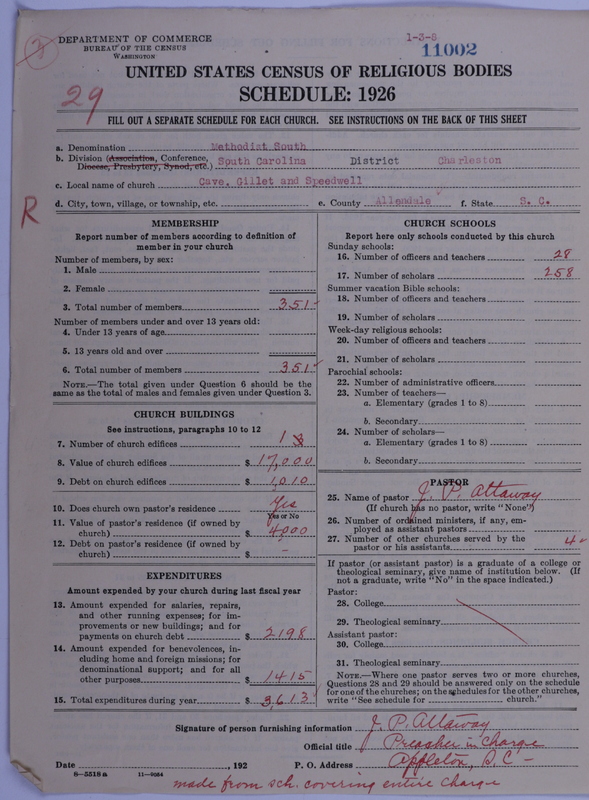 DEPARTMENT OF COMMERCE
BUREAU OF THE CENSUS
WASHINGTON
1-3-8
11002
UNITED STATES CENSUS OF RELIGIOUS BODIES
29
SCHEDULE: 1926
FILL OUT A SEPARATE SCHEDULE FOR EACH CHURCH. SEE INSTRUCTIONS ON THE BACK OF THIS SHEET
a. Denomination Methodist South
b. Division (Association, Conference, Diocese, Presbytery, Synod, etc.) South Carolina District Charleston
c. Local name of church Cave, Gillet and Speedwell
d. City, town, village, or township, etc. e. County Allendale f. State S. C.
R
MEMBERSHIP
Report number of members according to definition of
member in your church
Number of members, by sex:
1. Male
2. Female
3. Total number of members 351
Number of members under and over 13 years old:
4. Under 13 years of age
5. 13 years old and over
6. Total number of members 351
NOTE.—The total given under Question 6 should be the
same as the total of males and females given under Question 3.
CHURCH BUILDINGS
See instructions, paragraphs 10 to 12
7. Number of church edifices 1
8. Value of church edifices $ 17,000
9. Debt on church edifices $ 1,010
10. Does church own pastor's residence Yes
Yes or No
11. Value of pastor's residence (if owned by
church) $ 4,000
12. Debt on pastor's residence (if owned by
church) $ -
EXPENDITURES
Amount expended by your church during last fiscal year
13. Amount expended for salaries, repairs,
and other running expenses; for im-
provements or new buildings; and for
payments on church debt $ 2198
14. Amount expended for benevolences, in-
cluding home and foreign missions; for
denominational support; and for all
other purposes $ 1415
15. Total expenditures during year $ 3,613
CHURCH SCHOOLS
Report here only schools conducted by this church
Sunday schools:
16. Number of officers and teachers 28
17. Number of scholars 258
Summer vacation Bible schools:
18. Number of officers and teachers
19. Number of scholars
Week-day religious schools:
20. Number of officers and teachers
21. Number of scholars
Parochial schools:
22. Number of administrative officers
23. Number of teachers—
a. Elementary (grades 1 to 8)
b. Secondary
24. Number of scholars—
a. Elementary (grades 1 to 8)
b. Secondary
PASTOR
25. Name of pastor J. P. Attaway
(If church has no pastor, write "None")
26. Number of ordained ministers, if any, em-
ployed as assistant pastors
27. Number of other churches served by the
pastor or his assistants 4
If pastor (or assistant pastor) is a graduate of a college or
theological seminary, give name of institution below. (If
not a graduate, write "No" in the space indicated.)
Pastor:
28. College
29. Theological seminary
Assistant pastor:
30. College
31. Theological seminary
NOTE.—Where one pastor serves two or more churches,
Questions 28 and 29 should be answered only on the schedule
for one of the churches; on the schedules for the other churches,
write "See schedule for church."
Signature of person furnishing information J. P. Attaway
Official title Preacher in Charge
Date , 192 P. O. Address Appleton, S.C.
8—5518a 11—9084
made from sch. covering entire charge